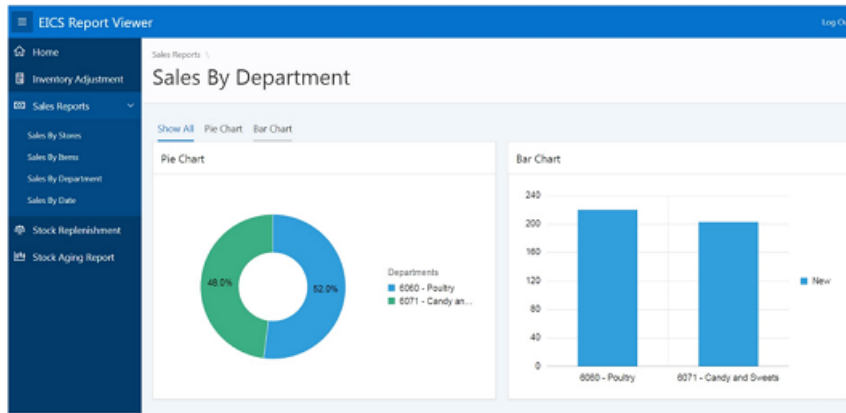 EICS Report Viewer
Log O
Home
Inventory Adjustment
Sales Reports
Sales By Stores
Sales By Items
Sales By Department
Sales By Date
Stock Replenishment
Stock Aging Report
Sales Reports \
Sales By Department
Show All Pie Chart Bar Chart
Pie Chart
48.0%
52.0%
Departments
6060 - Poultry
6071 - Candy an...
Bar Chart
240
200
160
120
80
40
0
6060 - Poultry 6071 - Candy and Sweets
New